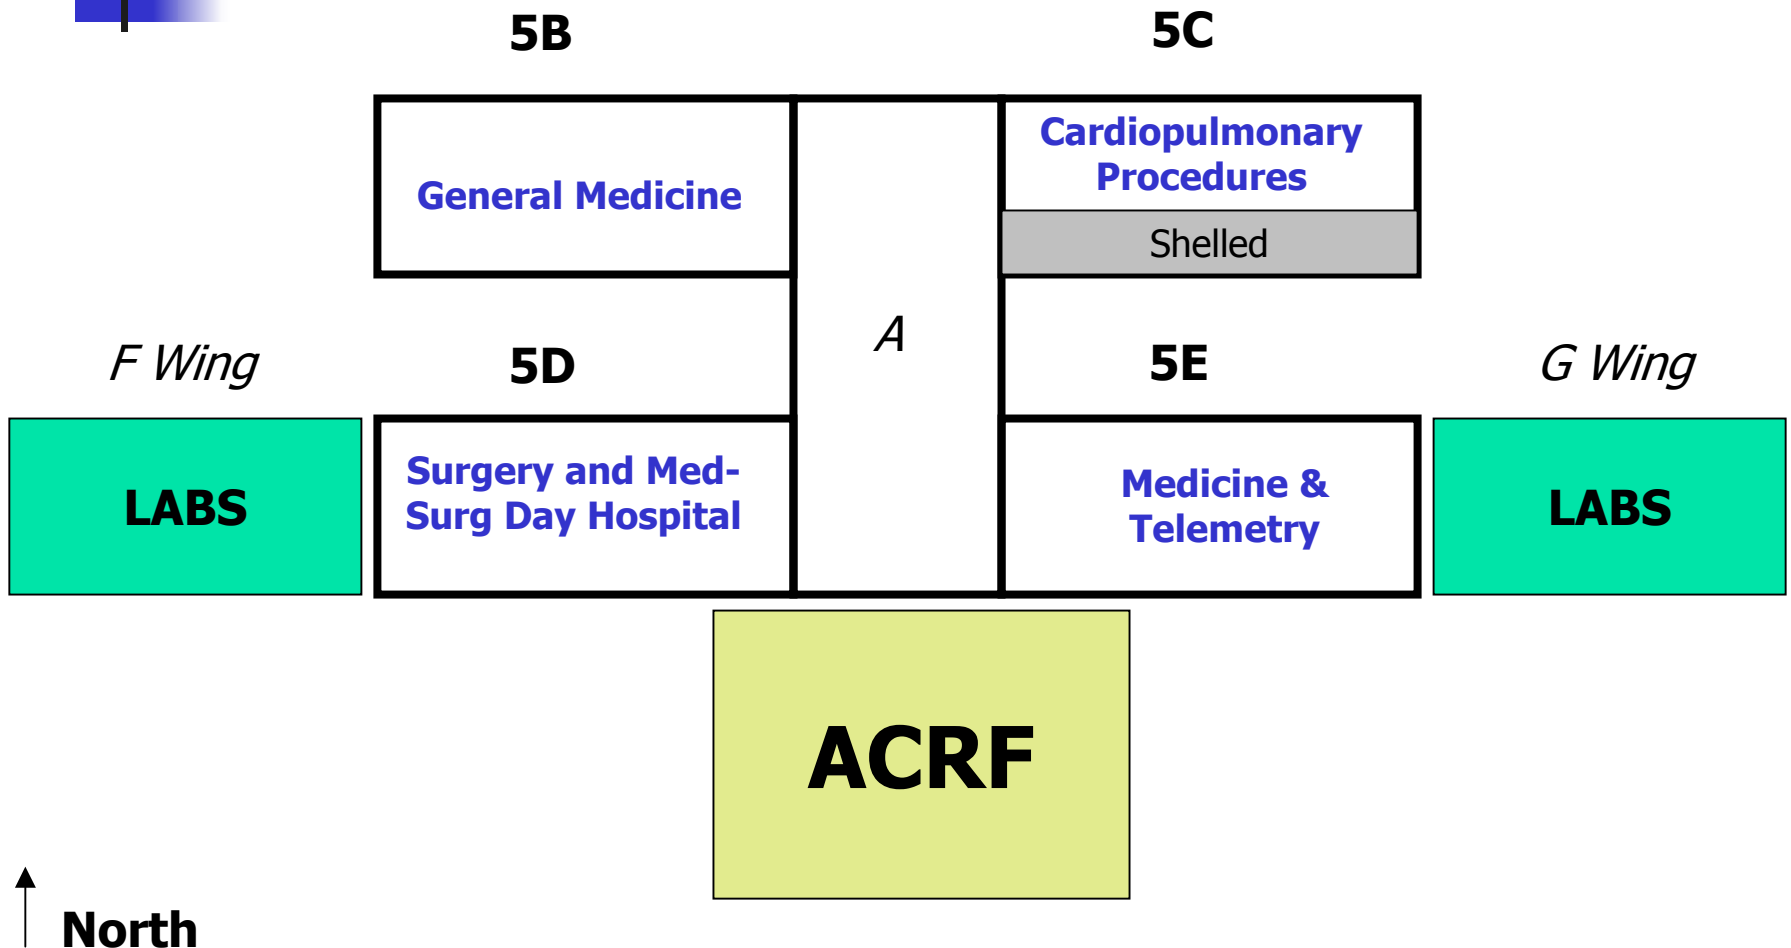 5B
5C
General Medicine
Cardiopulmonary
Procedures
Shelled
A
F Wing
5D
5E
G Wing
LABS
Surgery and Med-
Surg Day Hospital
Medicine &
Telemetry
LABS
ACRF
North